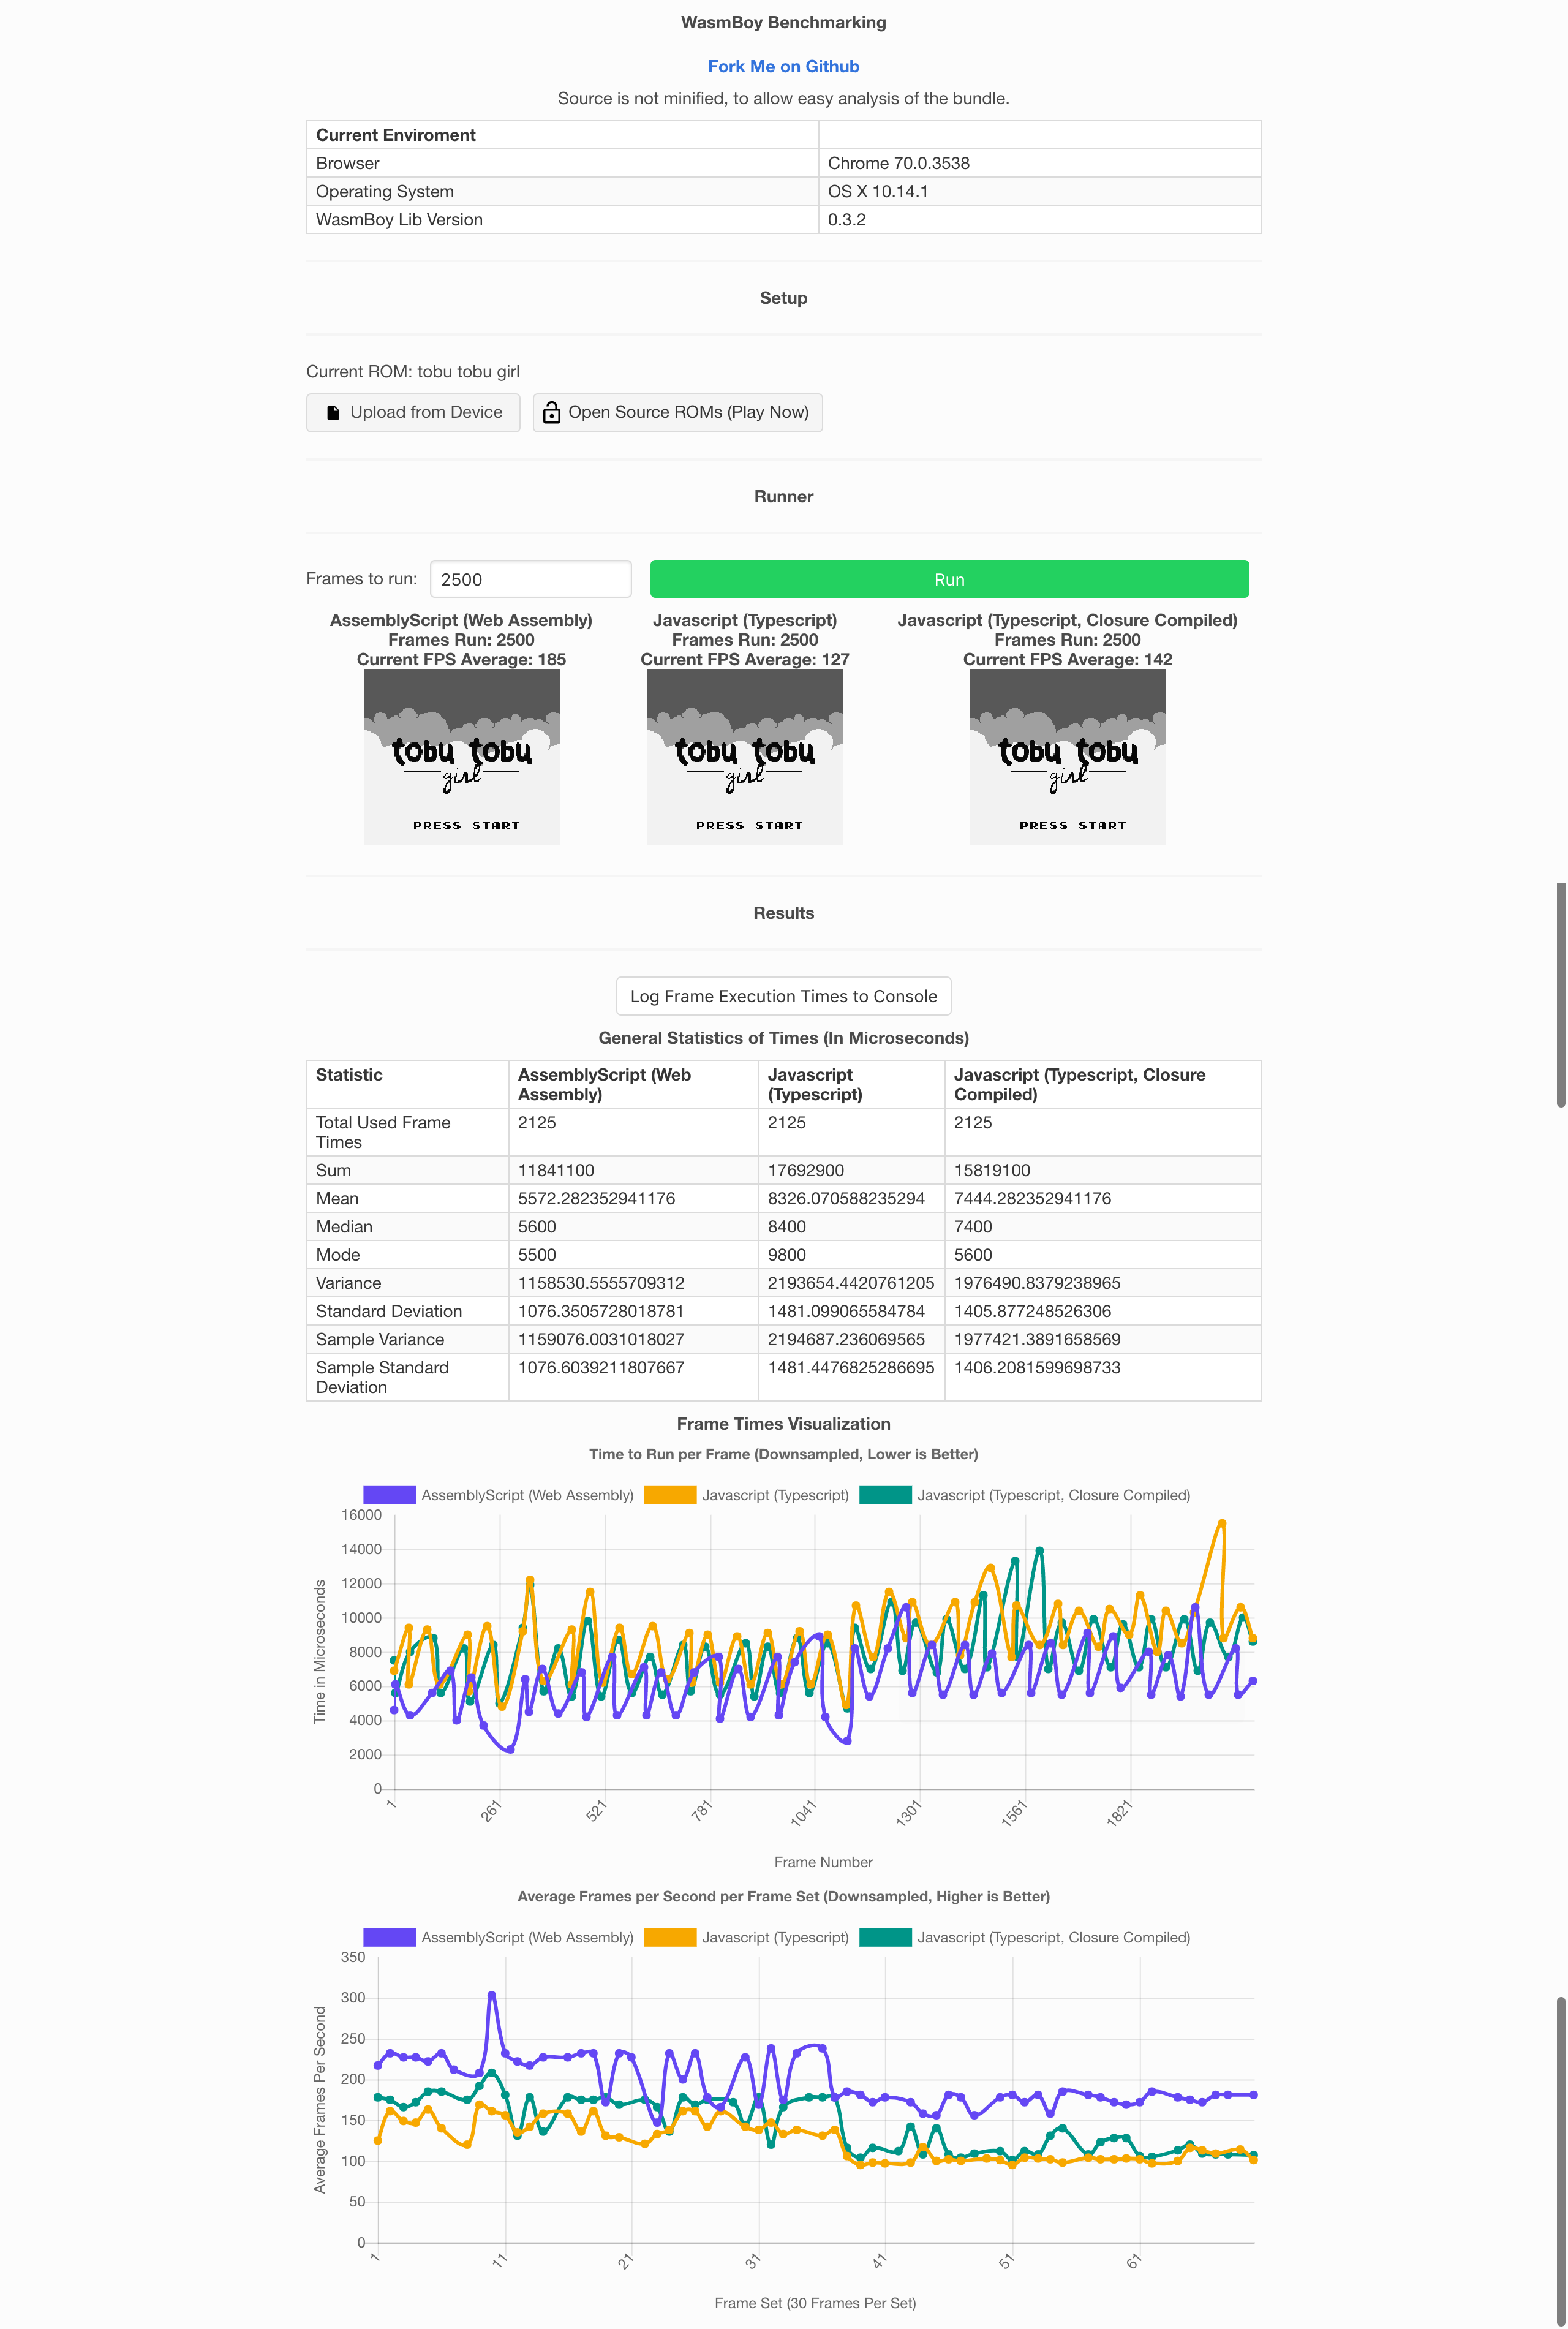 WasmBoy Benchmarking
Fork Me on Github
Source is not minified, to allow easy analysis of the bundle.
Current Enviroment
Browser Chrome 70.0.3538
Operating System OS X 10.14.1
WasmBoy Lib Version 0.3.2
Setup
Current ROM: tobu tobu girl
Upload from Device Open Source ROMs (Play Now)
Runner
Frames to run: 2500 Run
AssemblyScript (Web Assembly) Javascript (Typescript) Javascript (Typescript, Closure Compiled)
Frames Run: 2500 Frames Run: 2500 Frames Run: 2500
Current FPS Average: 185 Current FPS Average: 127 Current FPS Average: 142
tobu tobu tobu tobu tobu tobu
girl girl girl
PRESS START PRESS START PRESS START
Results
Log Frame Execution Times to Console
General Statistics of Times (In Microseconds)
Statistic AssemblyScript (Web Javascript Javascript (Typescript, Closure
Assembly) (Typescript) Compiled)
Total Used Frame 2125 2125 2125
Times
Sum 11841100 17692900 15819100
Mean 5572.282352941176 8326.070588235294 7444.282352941176
Median 5600 8400 7400
Mode 5500 9800 5600
Variance 1158530.5555709312 2193654.4420761205 1976490.8379238965
Standard Deviation 1076.3505728018781 1481.099065584784 1405.877248526306
Sample Variance 1159076.0031018027 2194687.236069565 1977421.3891658569
Sample Standard 1076.6039211807667 1481.4476825286695 1406.2081599698733
Deviation
Frame Times Visualization
Time to Run per Frame (Downsampled, Lower is Better)
AssemblyScript (Web Assembly) Javascript (Typescript) Javascript (Typescript, Closure Compiled)
Time in Microseconds
16000
14000
12000
10000
8000
6000
4000
2000
0
1 261 521 781 1041 1301 1561 1821
Frame Number
Average Frames per Second per Frame Set (Downsampled, Higher is Better)
AssemblyScript (Web Assembly) Javascript (Typescript) Javascript (Typescript, Closure Compiled)
Average Frames Per Second
350
300
250
200
150
100
50
0
1 11 21 31 41 51 61
Frame Set (30 Frames Per Set)